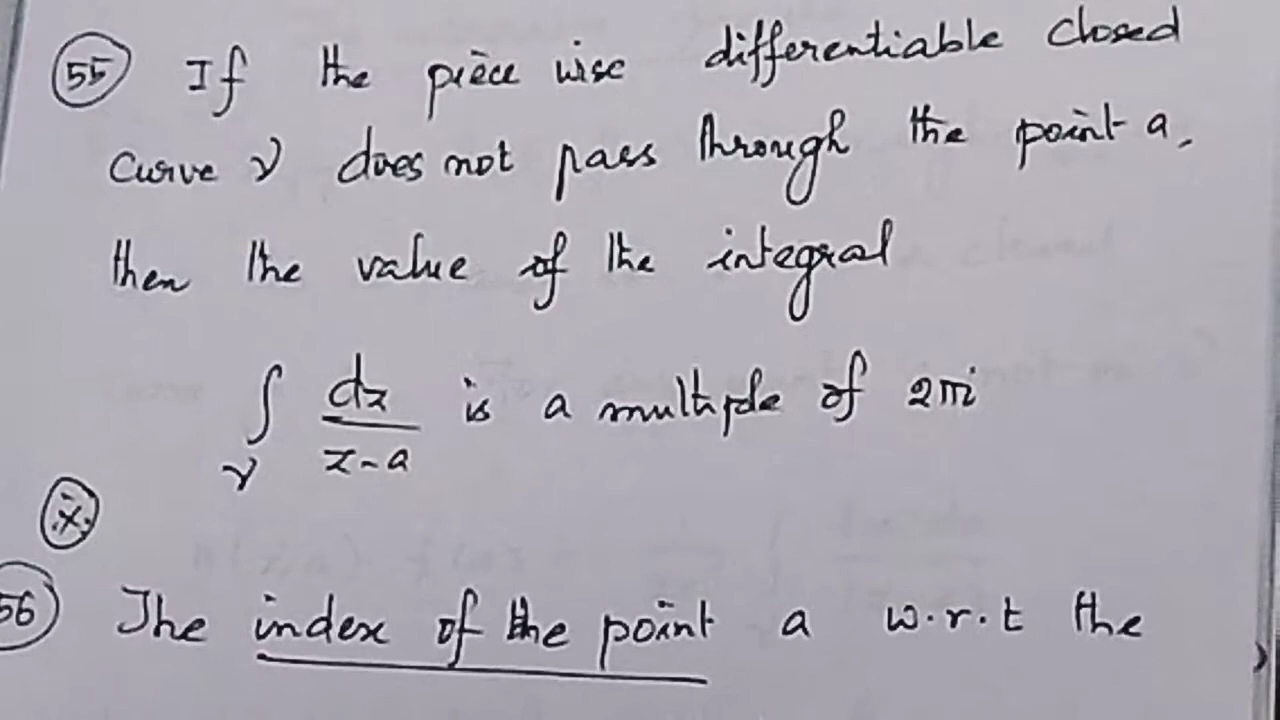 55 If the piece wise differentiable closed
curve γ does not pass through the point a,
then the value of the integral
∫γ dz/z-a is a multiple of 2πi
56 The index of the point a w.r.t the